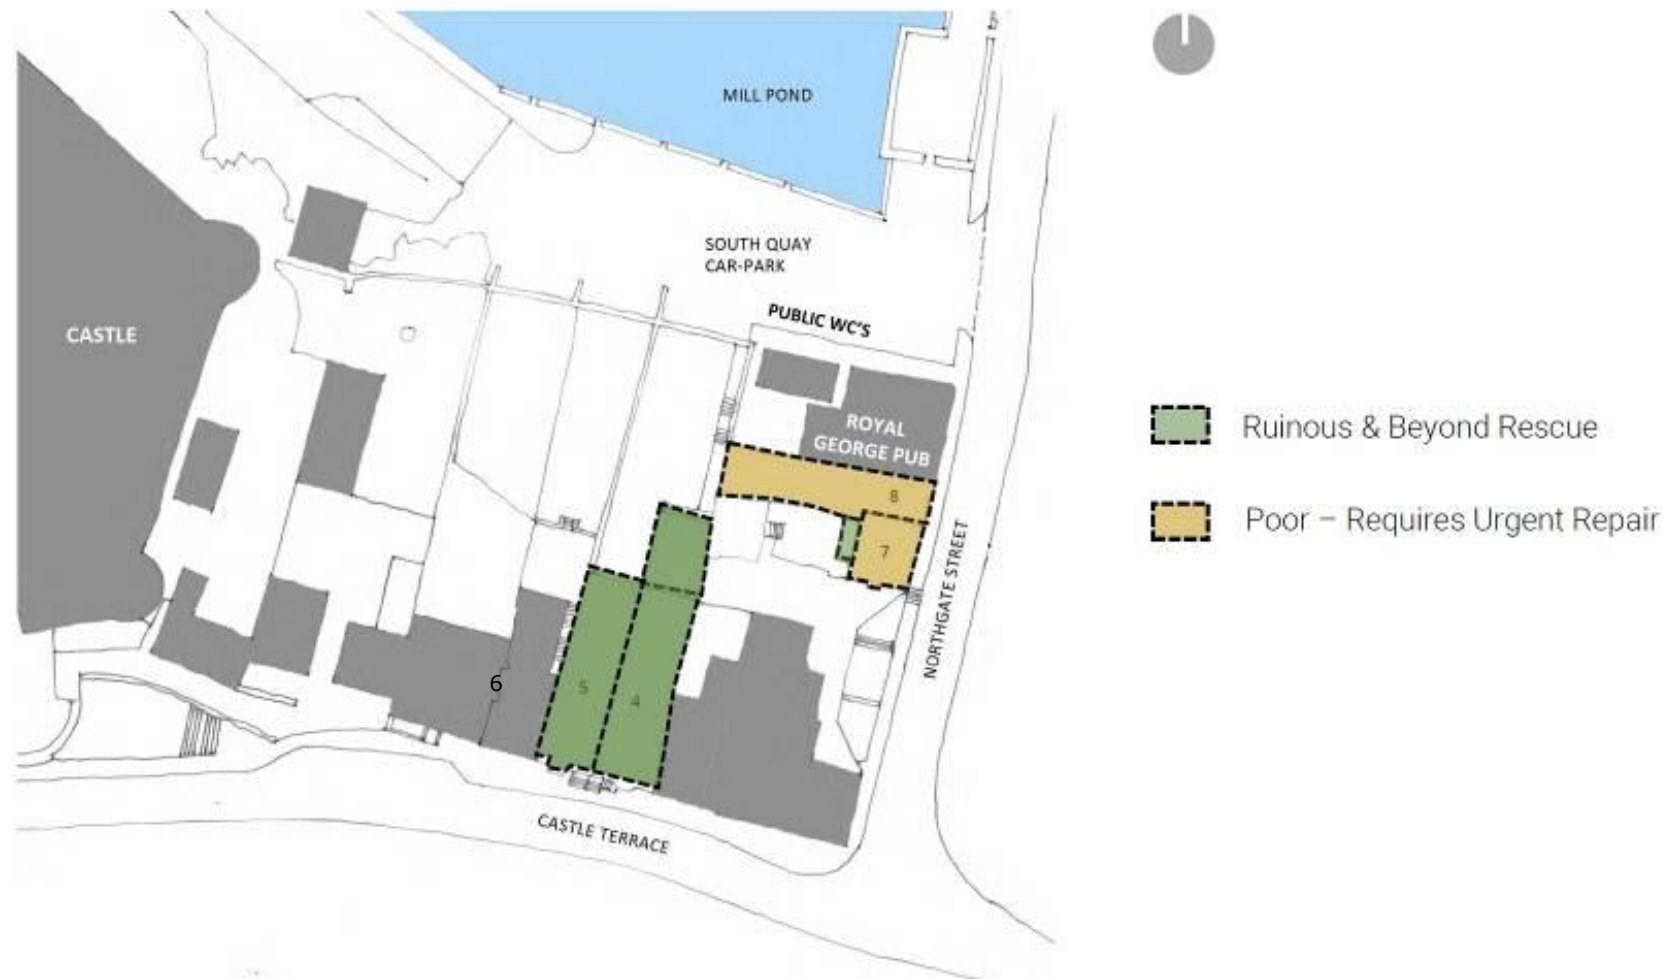 MILL POND
SOUTH QUAY
CAR-PARK
PUBLIC WC'S
CASTLE
ROYAL
GEORGE PUB
8
7
NORTHGATE STREET
6
5
4
CASTLE TERRACE
Ruinous & Beyond Rescue
Poor – Requires Urgent Repair